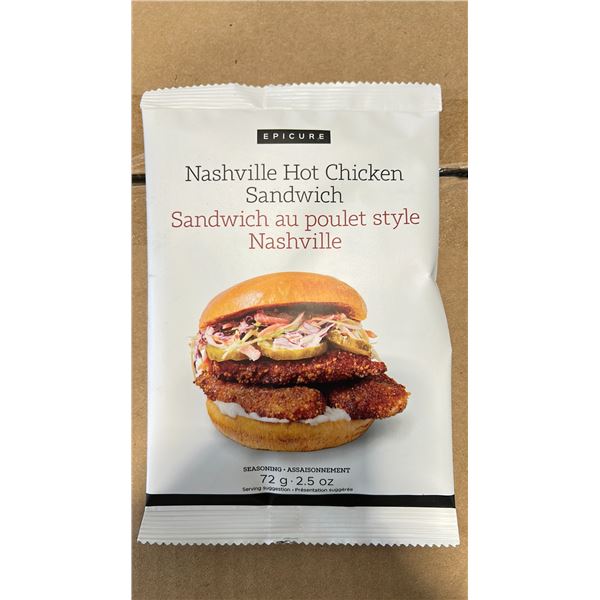 EPICURE
Nashville Hot Chicken
Sandwich
Sandwich au poulet style
Nashville
SEASONING • ASSAISONNEMENT
72 g · 2.5 oz
Serving suggestion • Présentation suggérée